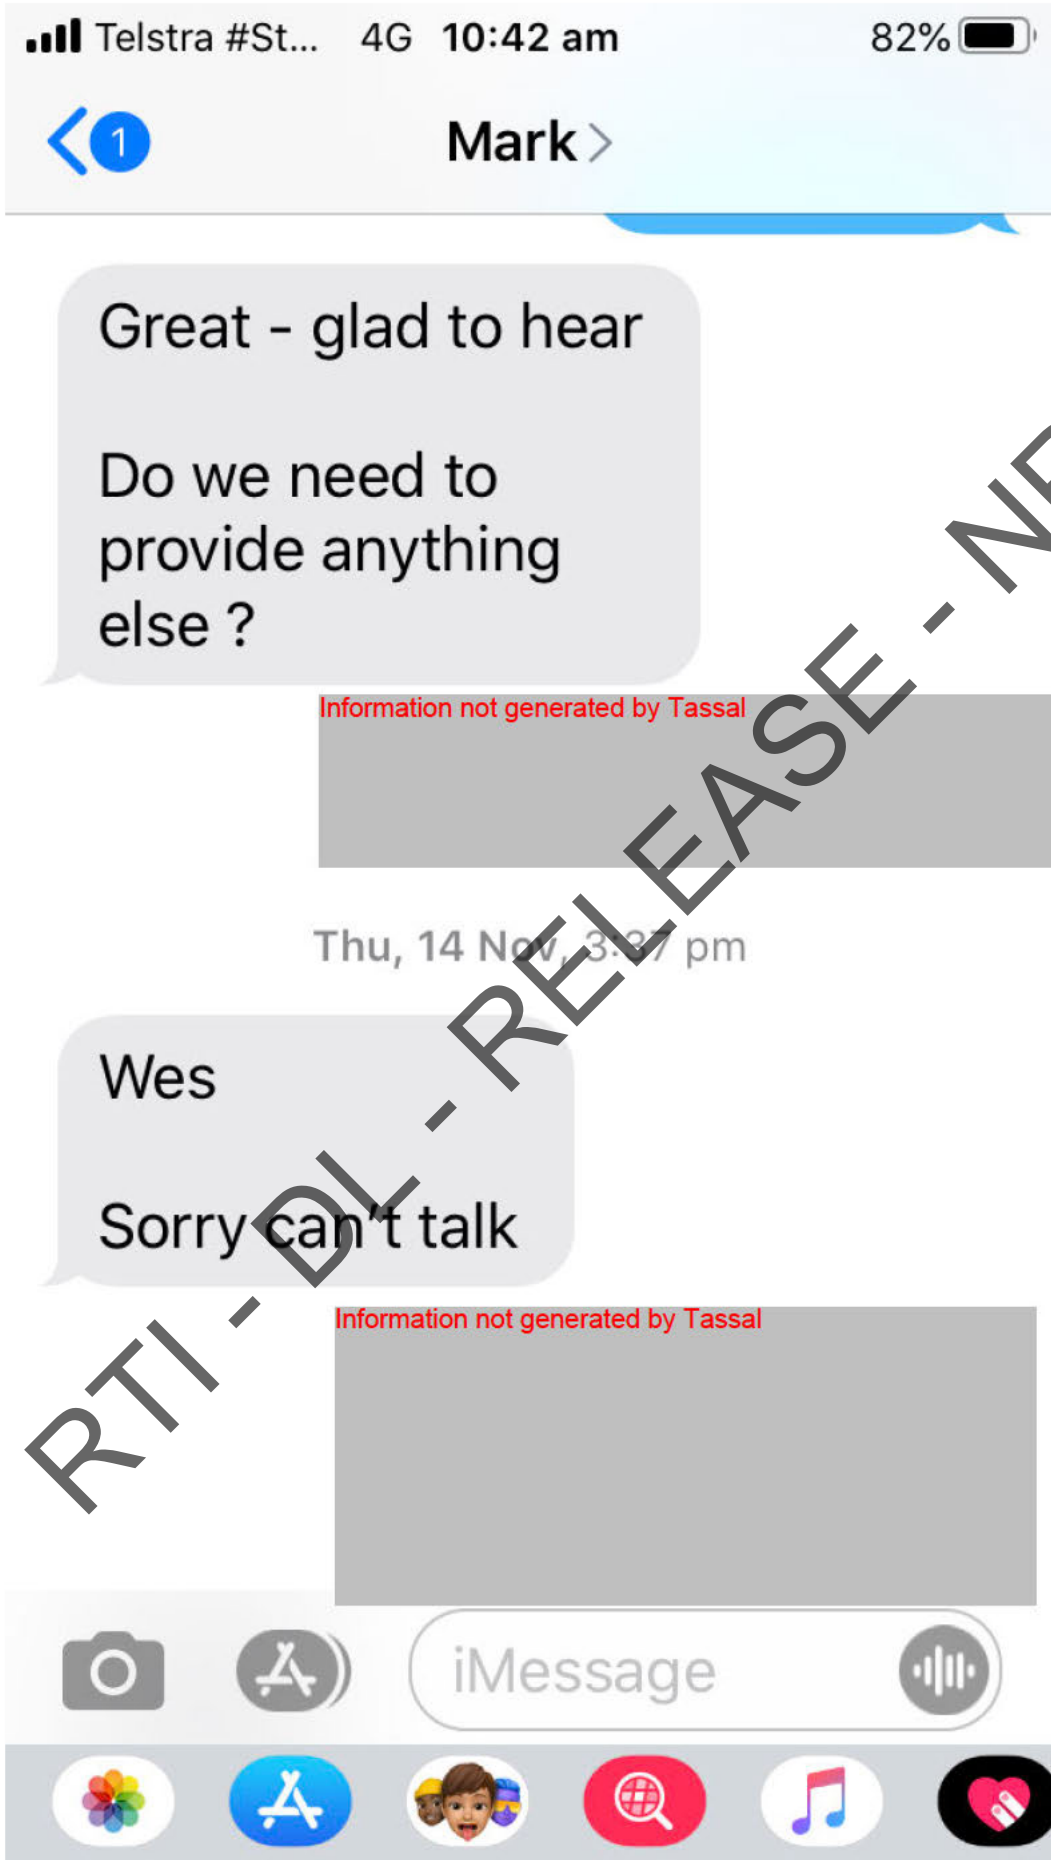 Telstra #St... 4G 10:42 am 82%
1
Mark
Great - glad to hear
Do we need to
provide anything
else ?
Information not generated by Tassal
Thu, 14 Nov, 3:37 pm
Wes
Sorry can't talk
Information not generated by Tassal
iMessage
RTI - DL - RELEASE -